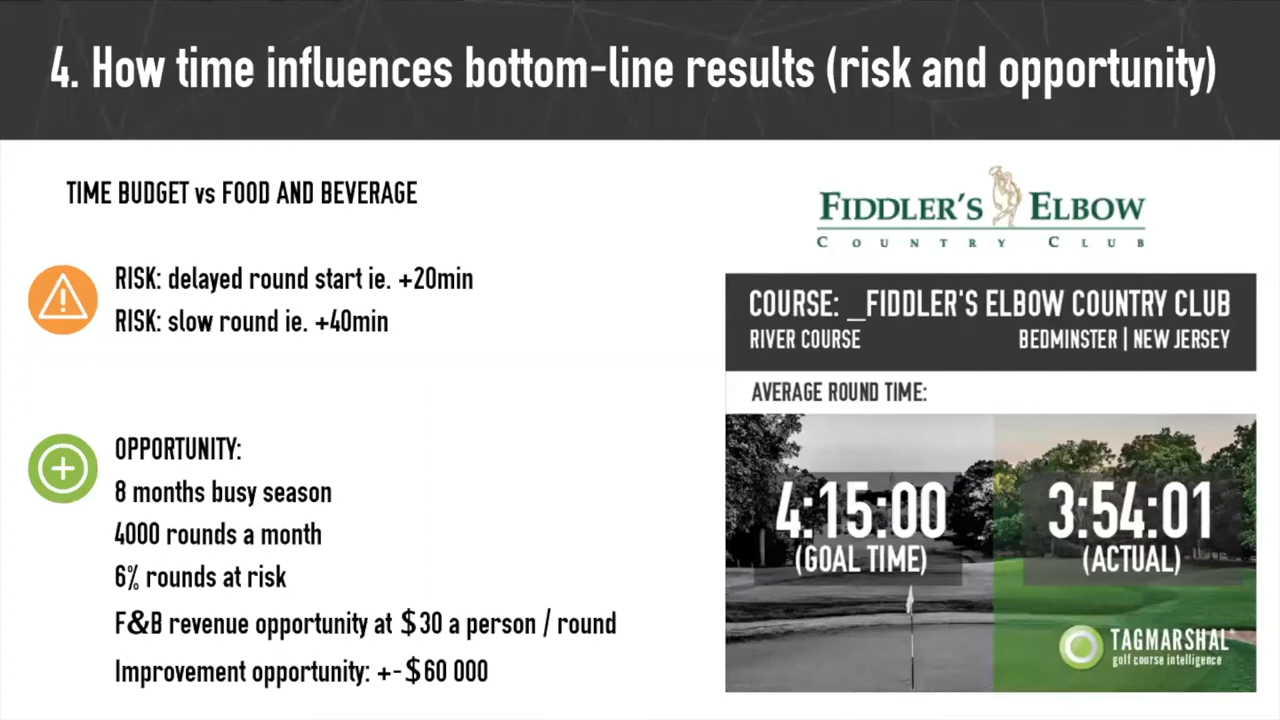 4. How time influences bottom-line results (risk and opportunity)
TIME BUDGET vs FOOD AND BEVERAGE
RISK: delayed round start ie. +20min
RISK: slow round ie. +40min
OPPORTUNITY:
8 months busy season
4000 rounds a month
6% rounds at risk
F&B revenue opportunity at $30 a person / round
Improvement opportunity: +-$60 000
FIDDLER'S ELBOW
COUNTRY CLUB
COURSE: _FIDDLER'S ELBOW COUNTRY CLUB
RIVER COURSE BEDMINSTER | NEW JERSEY
AVERAGE ROUND TIME:
4:15:00 3:54:01
(GOAL TIME) (ACTUAL)
TAGMARSHAL®
golf course intelligence